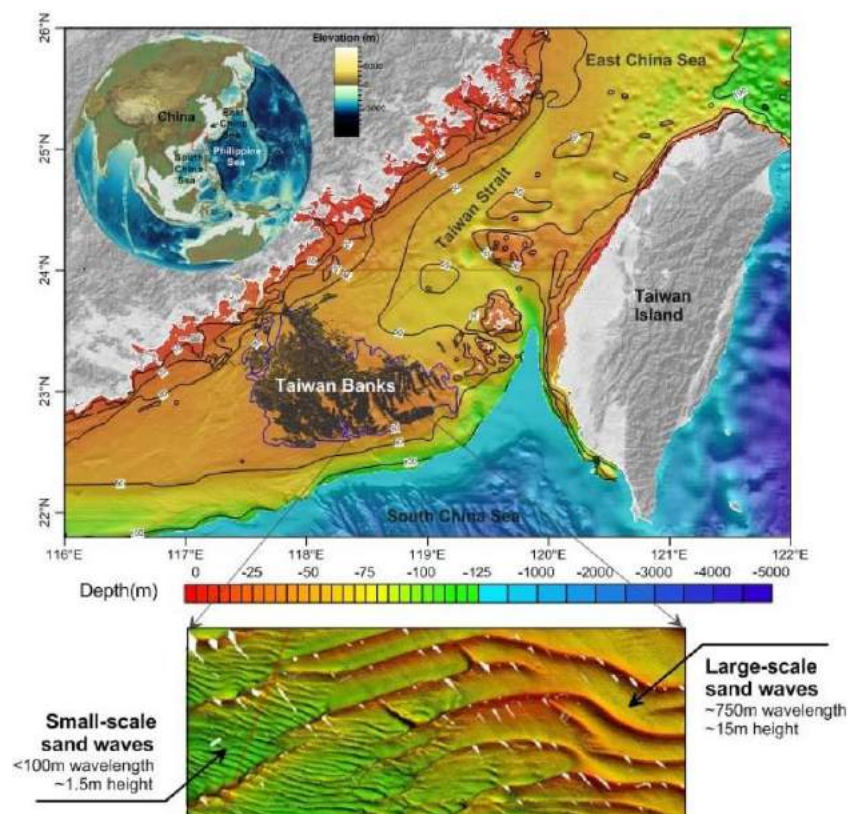 26°N
25°N
24°N
23°N
22°N
Elevation (m)
China
East
China
Philippine
Sea
South
China
Sea
East China Sea
Taiwan Strait
Taiwan
Island
Taiwan Banks
South China Sea
116°E 117°E 118°E 119°E 120°E 121°E 122°E
Depth(m)
0 -25 -50 -75 -100 -125 -1000 -2000 -3000 -4000 -5000
Large-scale
sand waves
~750m wavelength
~15m height
Small-scale
sand waves
<100m wavelength
~1.5m height